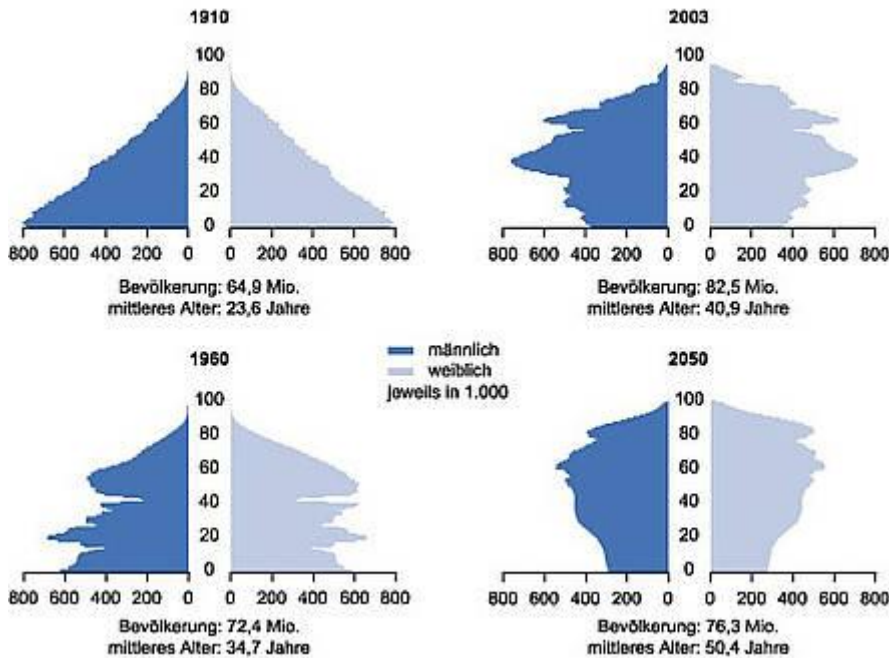 1910
100
80
60
40
20
0
800 600 400 200 0
0 200 400 600 800
Bevölkerung: 64,9 Mio.
mittleres Alter: 23,6 Jahre
2003
100
80
60
40
20
0
800 600 400 200 0
0 200 400 600 800
Bevölkerung: 82,5 Mio.
mittleres Alter: 40,9 Jahre
männlich
weiblich
jeweils in 1.000
1960
100
80
60
40
20
0
800 600 400 200 0
0 200 400 600 800
Bevölkerung: 72,4 Mio.
mittleres Alter: 34,7 Jahre
2050
100
80
60
40
20
0
800 600 400 200 0
0 200 400 600 800
Bevölkerung: 76,3 Mio.
mittleres Alter: 50,4 Jahre